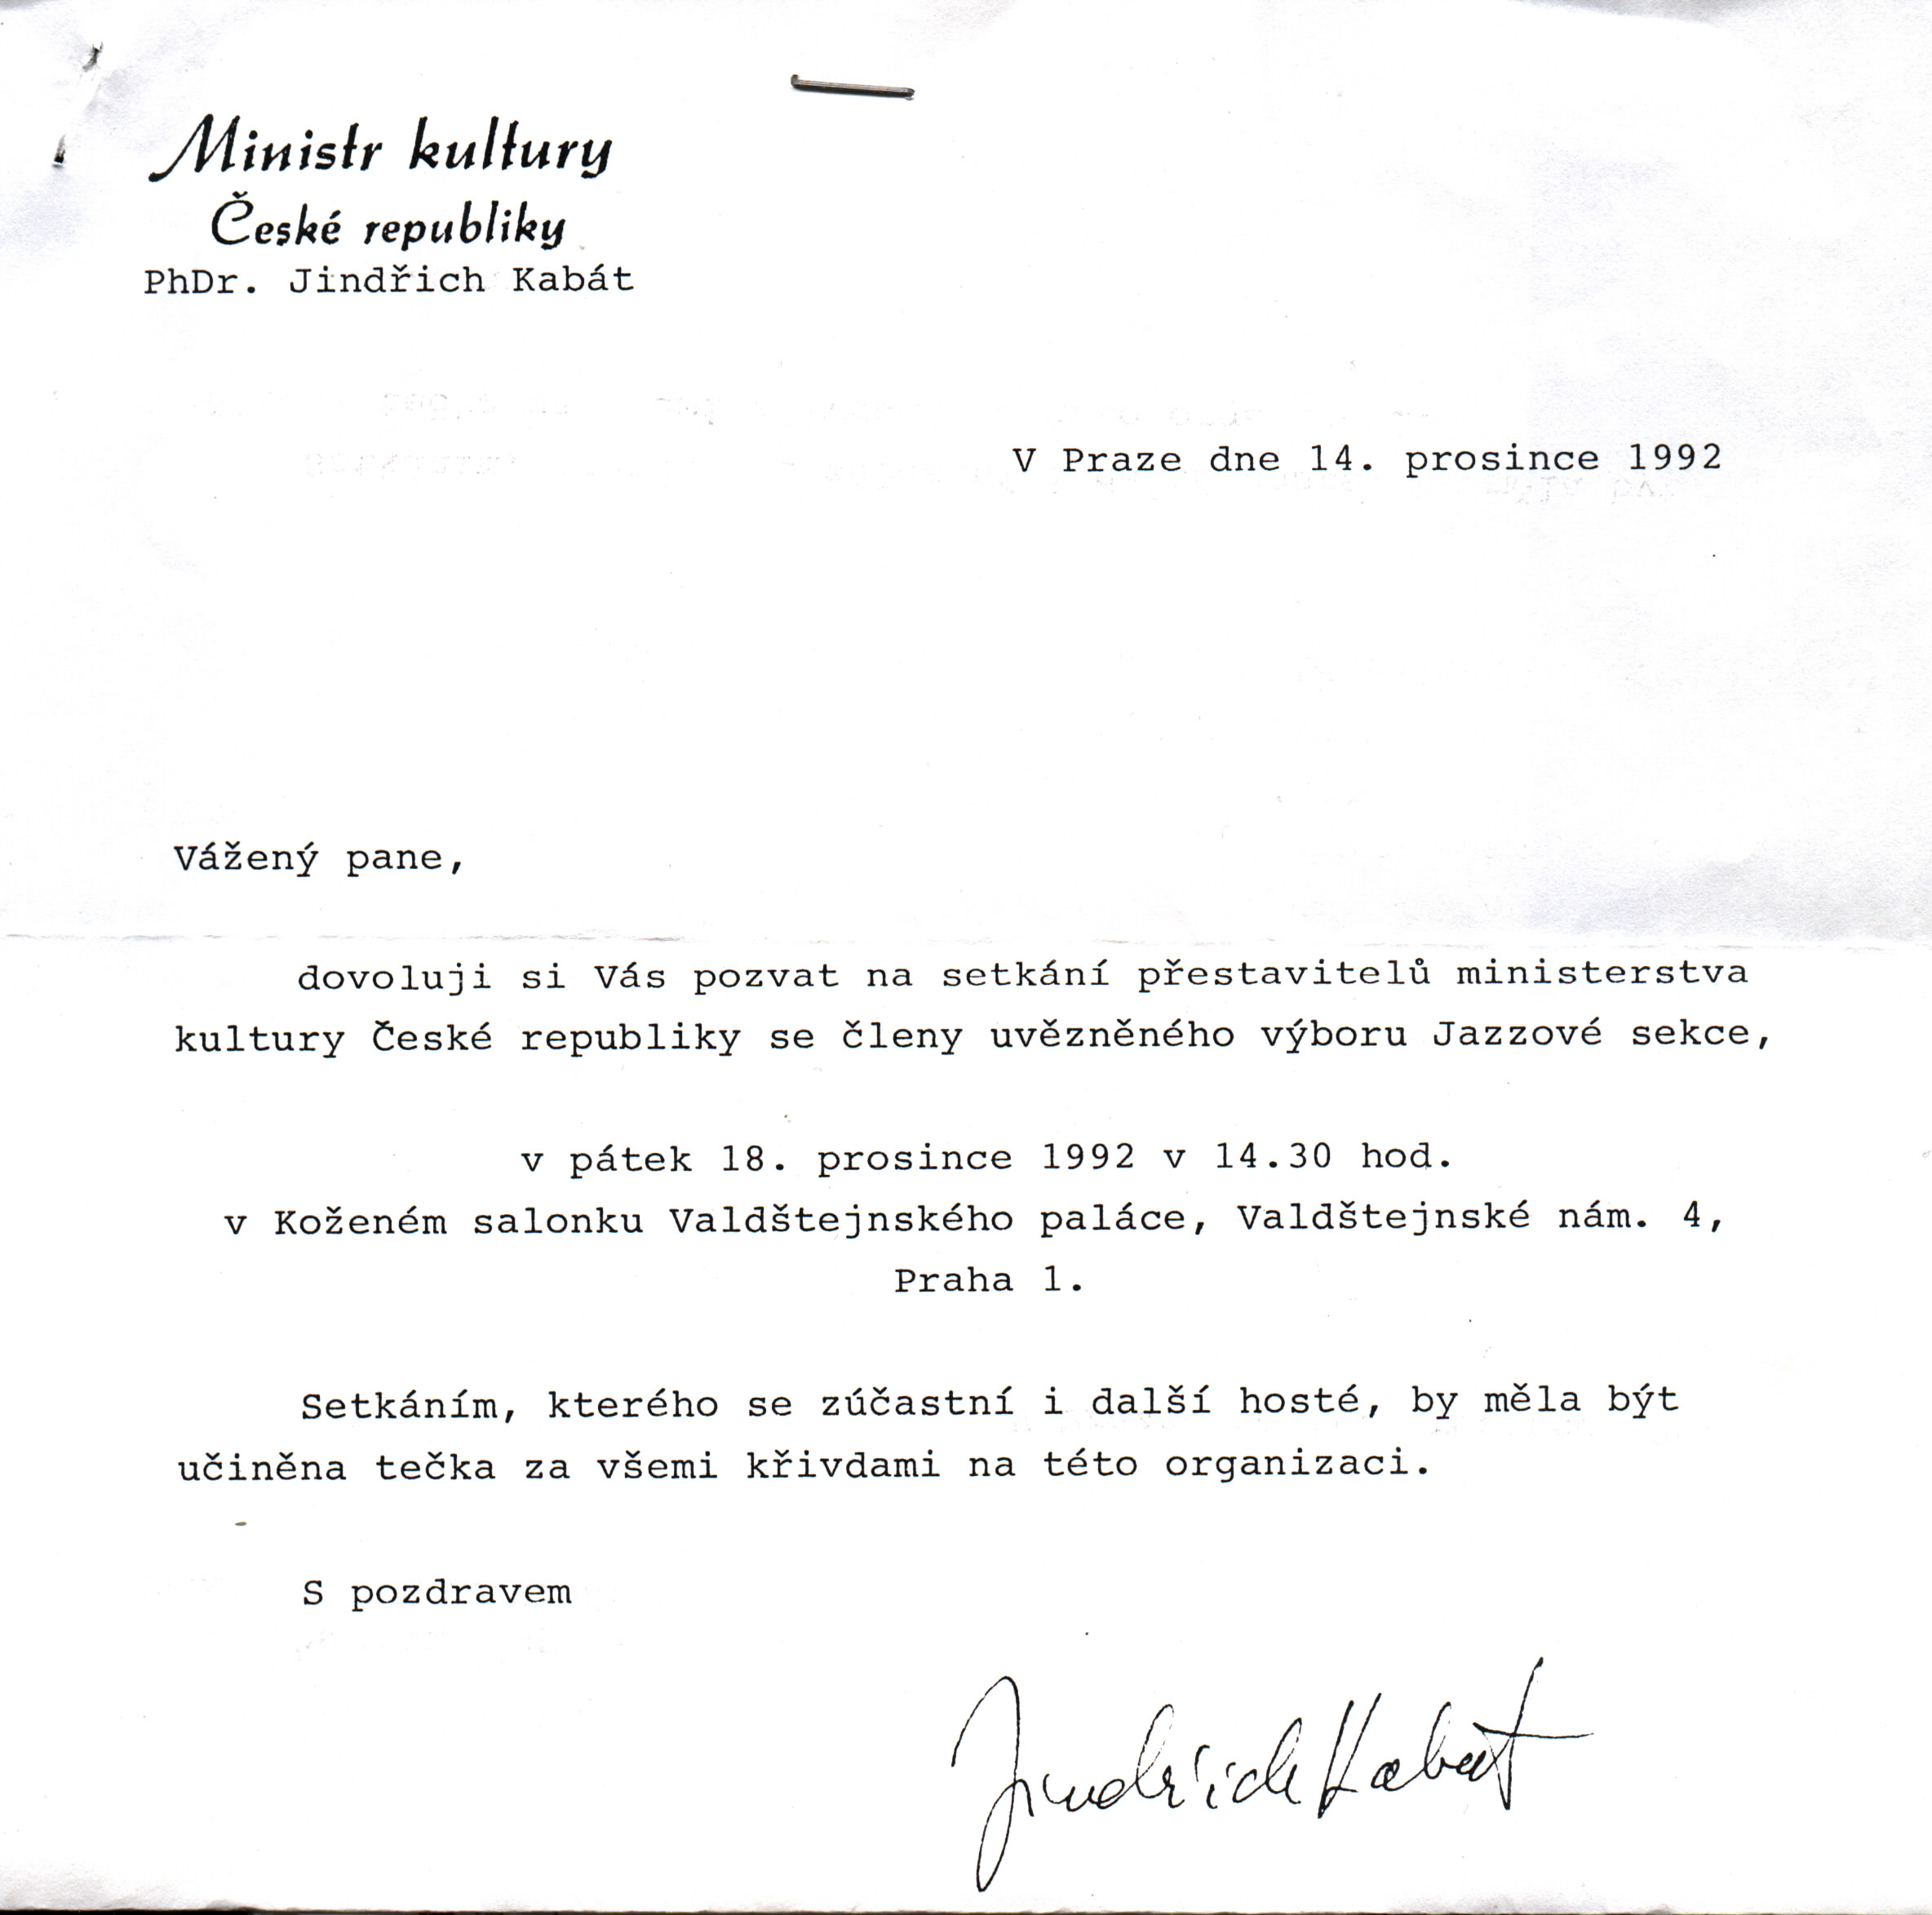 Ministr kultury
České republiky
PhDr. Jindřich Kabát
V Praze dne 14. prosince 1992
Vážený pane,
dovoluji si Vás pozvat na setkání přestavitelů ministerstva
kultury České republiky se členy uvězněného výboru Jazzové sekce,
v pátek 18. prosince 1992 v 14.30 hod.
v Koženém salonku Valdštejnského paláce, Valdštejnské nám. 4,
Praha 1.
Setkáním, kterého se zúčastní i další hosté, by měla být
učiněna tečka za všemi křivdami na této organizaci.
S pozdravem
Jindřich Kabát